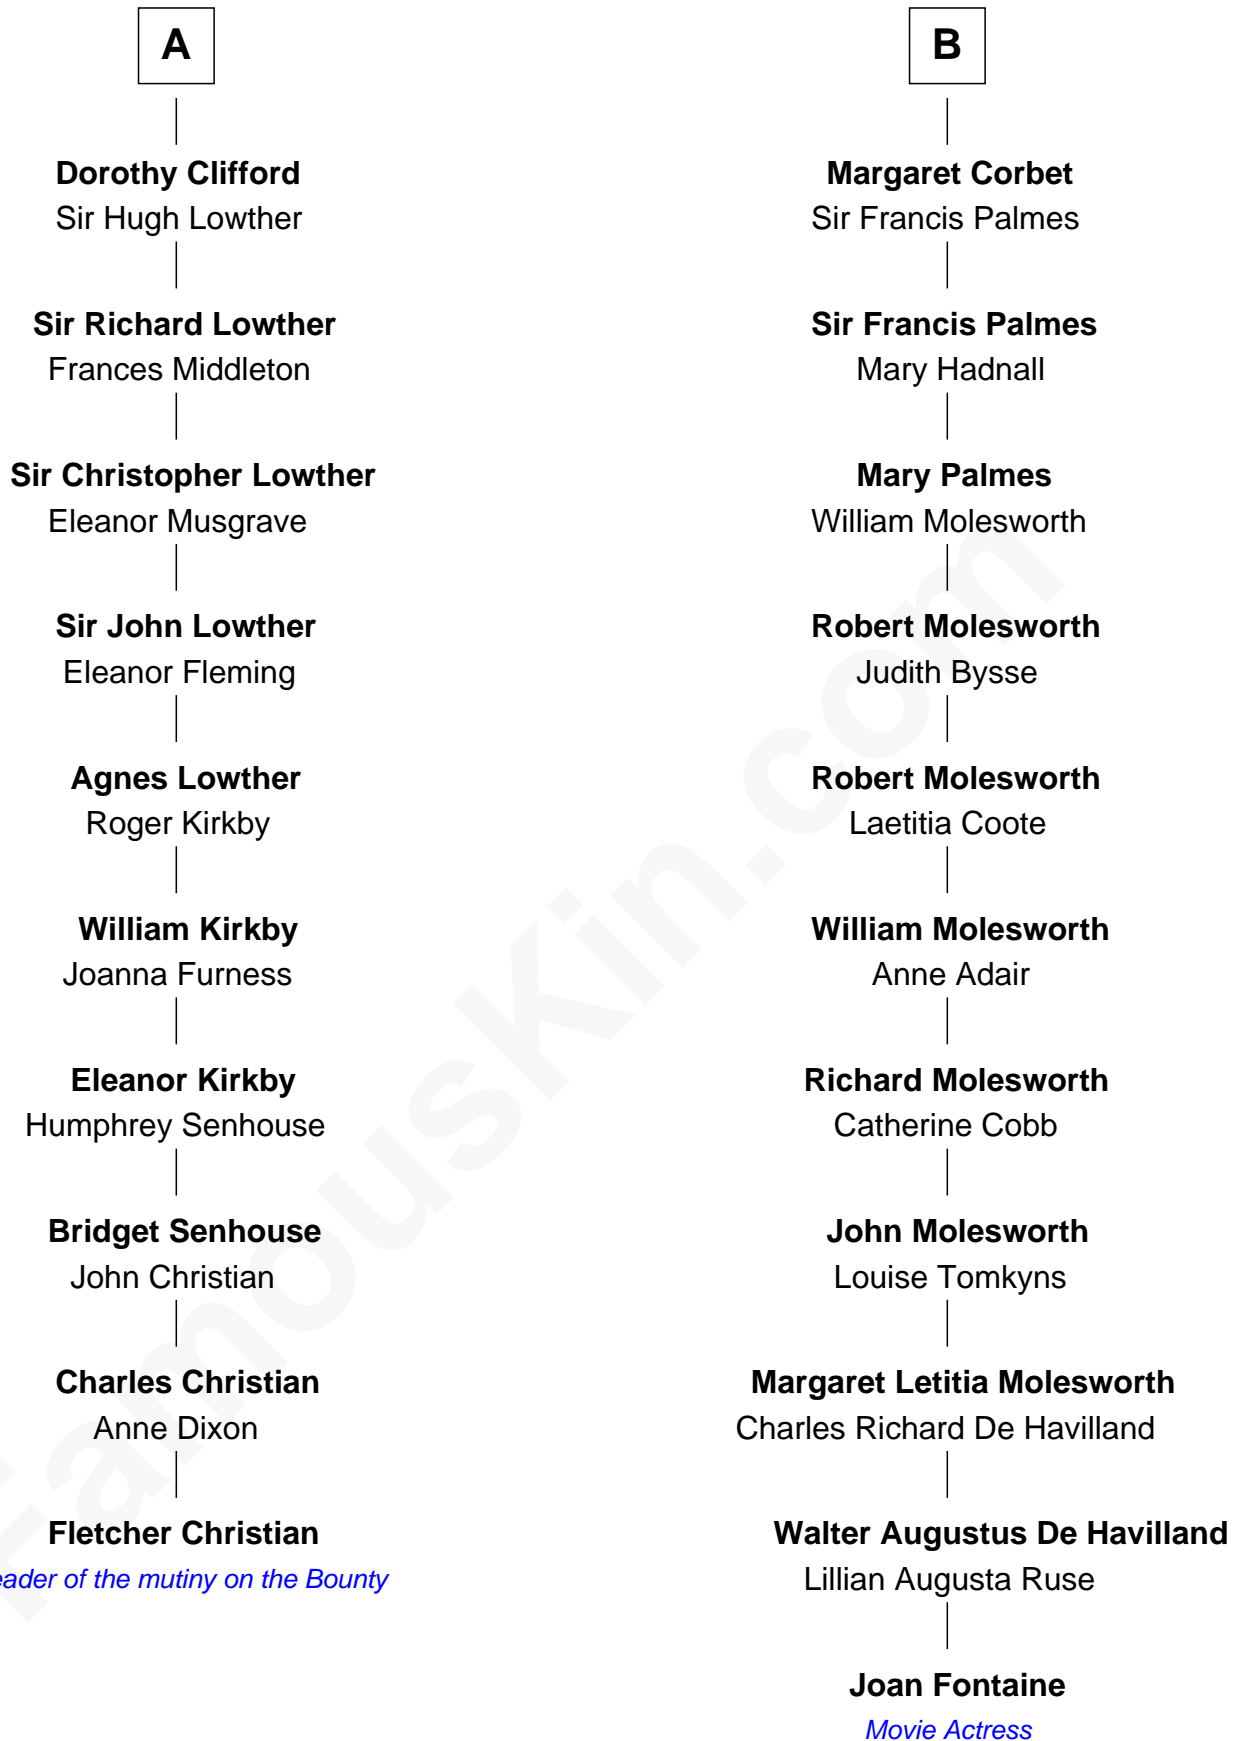 A
Dorothy Clifford
Sir Hugh Lowther
Sir Richard Lowther
Frances Middleton
Sir Christopher Lowther
Eleanor Musgrave
Sir John Lowther
Eleanor Fleming
Agnes Lowther
Roger Kirkby
William Kirkby
Joanna Furness
Eleanor Kirkby
Humphrey Senhouse
Bridget Senhouse
John Christian
Charles Christian
Anne Dixon
Fletcher Christian
eader of the mutiny on the Bounty
B
Margaret Corbet
Sir Francis Palmes
Sir Francis Palmes
Mary Hadnall
Mary Palmes
William Molesworth
Robert Molesworth
Judith Bysse
Robert Molesworth
Laetitia Coote
William Molesworth
Anne Adair
Richard Molesworth
Catherine Cobb
John Molesworth
Louise Tomkyns
Margaret Letitia Molesworth
Charles Richard De Havilland
Walter Augustus De Havilland
Lillian Augusta Ruse
Joan Fontaine
Movie Actress
FamousKin.com